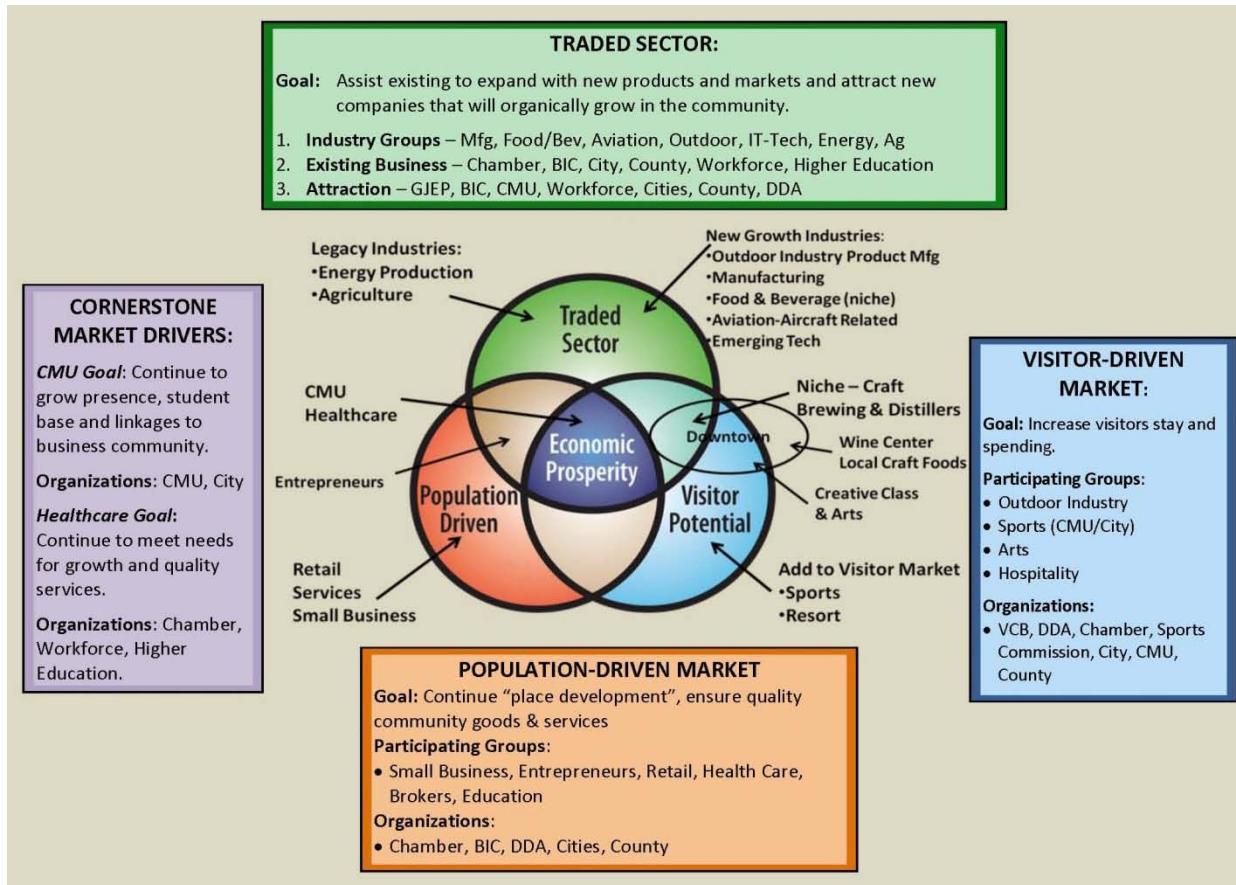 TRADED SECTOR:
Goal: Assist existing to expand with new products and markets and attract new
companies that will organically grow in the community.
1. Industry Groups – Mfg, Food/Bev, Aviation, Outdoor, IT-Tech, Energy, Ag
2. Existing Business – Chamber, BIC, City, County, Workforce, Higher Education
3. Attraction – GJEP, BIC, CMU, Workforce, Cities, County, DDA
Legacy Industries:
•Energy Production
•Agriculture
New Growth Industries:
•Outdoor Industry Product Mfg
•Manufacturing
•Food & Beverage (niche)
•Aviation-Aircraft Related
•Emerging Tech
CORNERSTONE
MARKET DRIVERS:
CMU Goal: Continue to
grow presence, student
base and linkages to
business community.
Organizations: CMU, City
Healthcare Goal:
Continue to meet needs
for growth and quality
services.
Organizations: Chamber,
Workforce, Higher
Education.
Traded
Sector
CMU
Healthcare
Entrepreneurs
Economic
Prosperity
Population
Driven
Visitor
Potential
Downtown
Niche – Craft
Brewing & Distillers
Wine Center
Local Craft Foods
Creative Class
& Arts
Retail
Services
Small Business
Add to Visitor Market
•Sports
•Resort
VISITOR-DRIVEN
MARKET:
Goal: Increase visitors stay and
spending.
Participating Groups:
• Outdoor Industry
• Sports (CMU/City)
• Arts
• Hospitality
Organizations:
• VCB, DDA, Chamber, Sports
Commission, City, CMU,
County
POPULATION-DRIVEN MARKET
Goal: Continue “place development”, ensure quality
community goods & services
Participating Groups:
• Small Business, Entrepreneurs, Retail, Health Care,
Brokers, Education
Organizations:
• Chamber, BIC, DDA, Cities, County